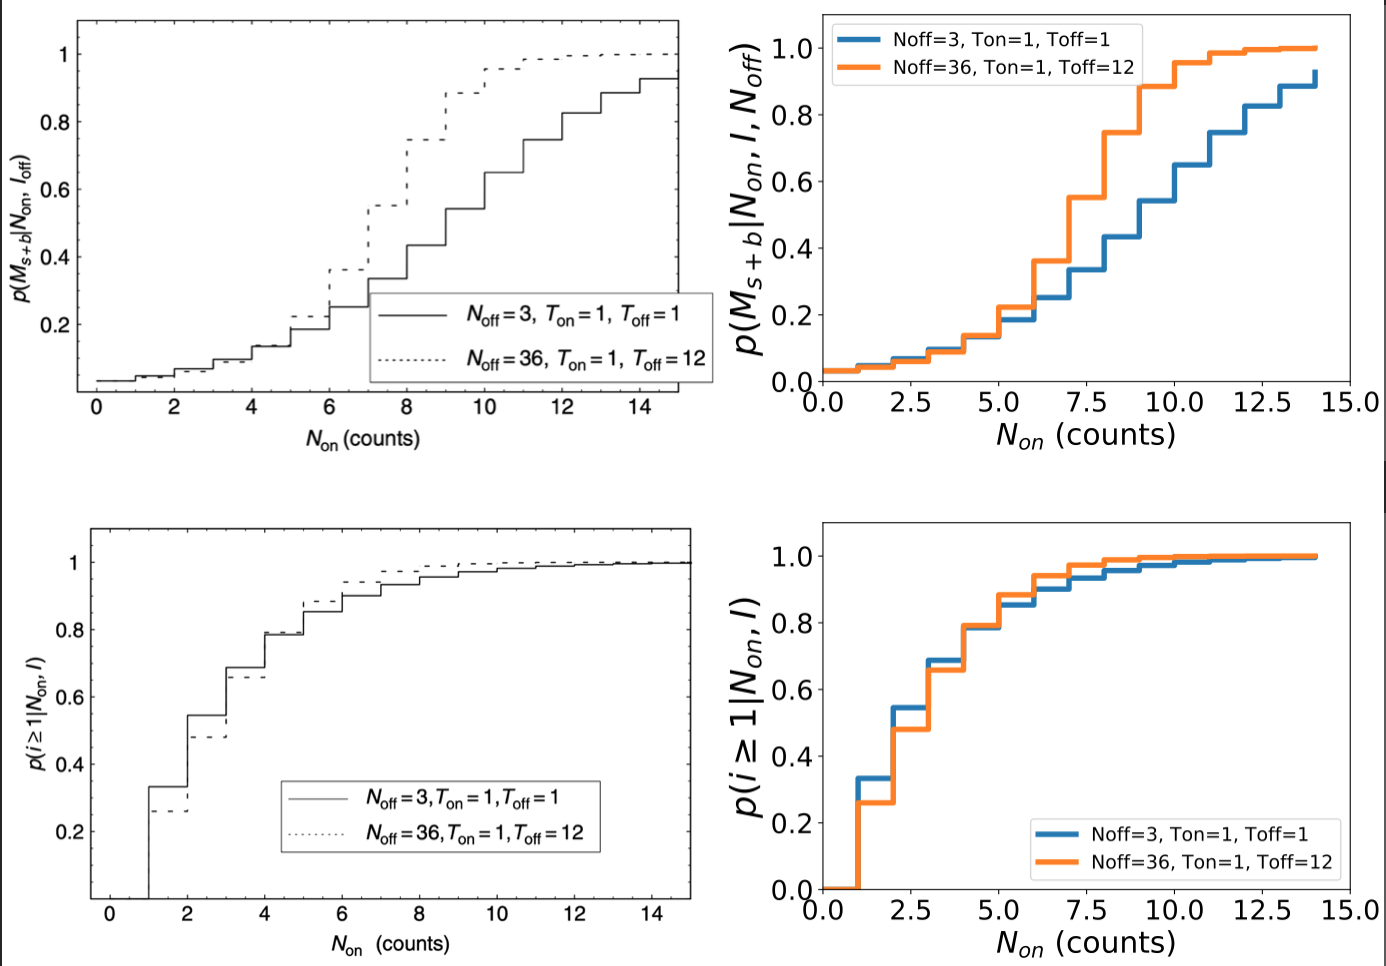 p(M_{s+b}|N_{on}, I_{off})
1
0.8
0.6
0.4
0.2
N_{off}=3, T_{on}=1, T_{off}=1
N_{off}=36, T_{on}=1, T_{off}=12
0 2 4 6 8 10 12 14
N_{on} (counts)
p(M_{s+b}|N_{on}, I, N_{off})
Noff=3, Ton=1, Toff=1
Noff=36, Ton=1, Toff=12
1.0
0.8
0.6
0.4
0.2
0.0
0.0 2.5 5.0 7.5 10.0 12.5 15.0
N_{on} (counts)
p(i≥1|N_{on}, I)
1
0.8
0.6
0.4
0.2
N_{off}=3,T_{on}=1,T_{off}=1
N_{off}=36,T_{on}=1,T_{off}=12
0 2 4 6 8 10 12 14
N_{on} (counts)
p(i ≥ 1|N_{on}, I)
1.0
0.8
0.6
0.4
0.2
0.0
Noff=3, Ton=1, Toff=1
Noff=36, Ton=1, Toff=12
0.0 2.5 5.0 7.5 10.0 12.5 15.0
N_{on} (counts)